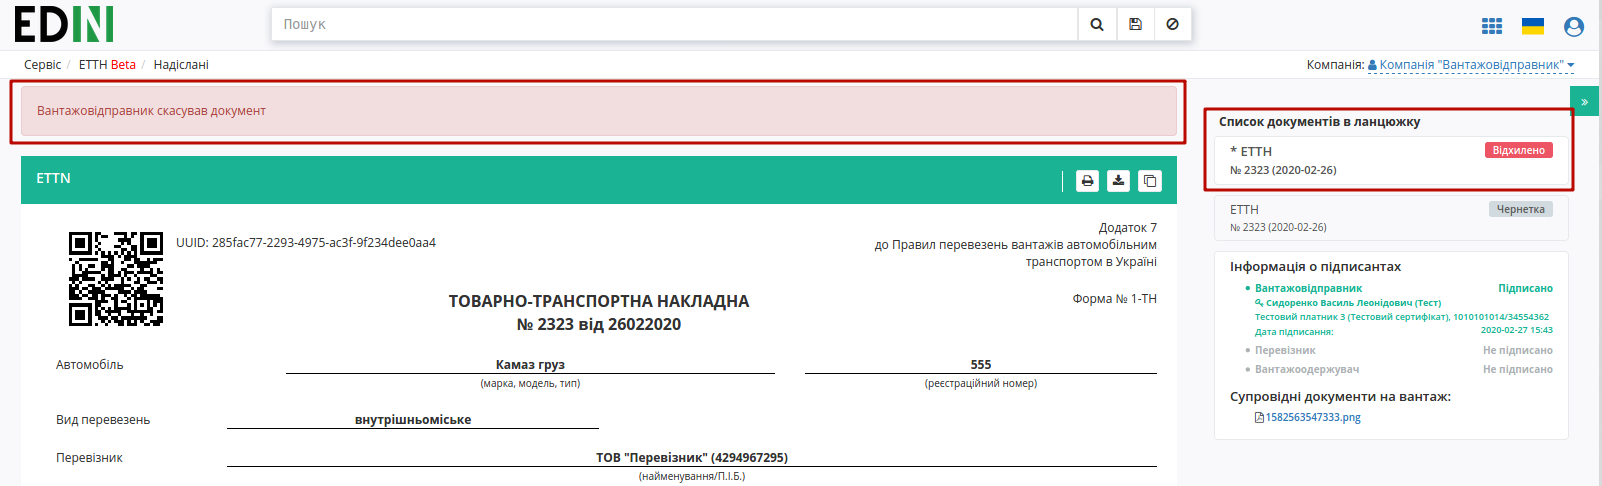 EDIN
Пошук
Сервіс / ЕТТН Beta / Надіслані
Компанія: Компанія "Вантажовідправник"
Вантажовідправник скасував документ
»
Список документів в ланцюжку
* ЕТТН Відхилено
№ 2323 (2020-02-26)
ЕТТН Чернетка
№ 2323 (2020-02-26)
ETTN
UUID: 285fac77-2293-4975-ac3f-9f234dee0aa4
Додаток 7
до Правил перевезень вантажів автомобільним
транспортом в Україні
ТОВАРНО-ТРАНСПОРТНА НАКЛАДНА
№ 2323 від 26022020
Форма № 1-ТН
Автомобіль Камаз груз 555
(марка, модель, тип) (реєстраційний номер)
Вид перевезень внутрішньоміське
Перевізник ТОВ "Перевізник" (4294967295)
(найменування/П.І.Б.)
Інформація о підписантах
Вантажовідправник Підписано
Сидоренко Василь Леонідович (Тест)
Тестовий платник 3 (Тестовий сертифікат), 1010101014/34554362
Дата підписання: 2020-02-27 15:43
Перевізник Не підписано
Вантажоодержувач Не підписано
Супровідні документи на вантаж:
1582563547333.png